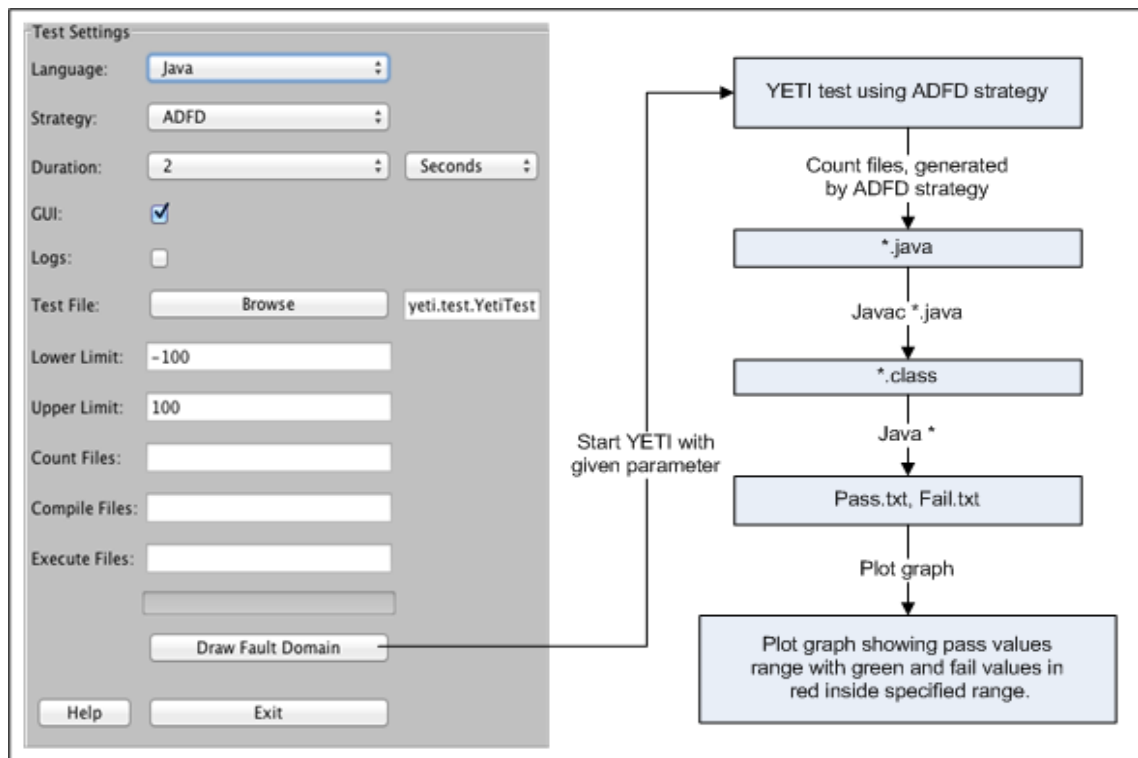 Test Settings
Language:
Java
Strategy:
ADFD
Duration:
2
Seconds
GUI:
Logs:
Test File:
Browse
yeti.test.YetiTest
Lower Limit:
-100
Upper Limit:
100
Count Files:
Compile Files:
Execute Files:
Draw Fault Domain
Help
Exit
Start YETI with
given parameter
YETI test using ADFD strategy
Count files, generated
by ADFD strategy
*.java
Javac *.java
*.class
Java *
Pass.txt, Fail.txt
Plot graph
Plot graph showing pass values
range with green and fail values in
red inside specified range.